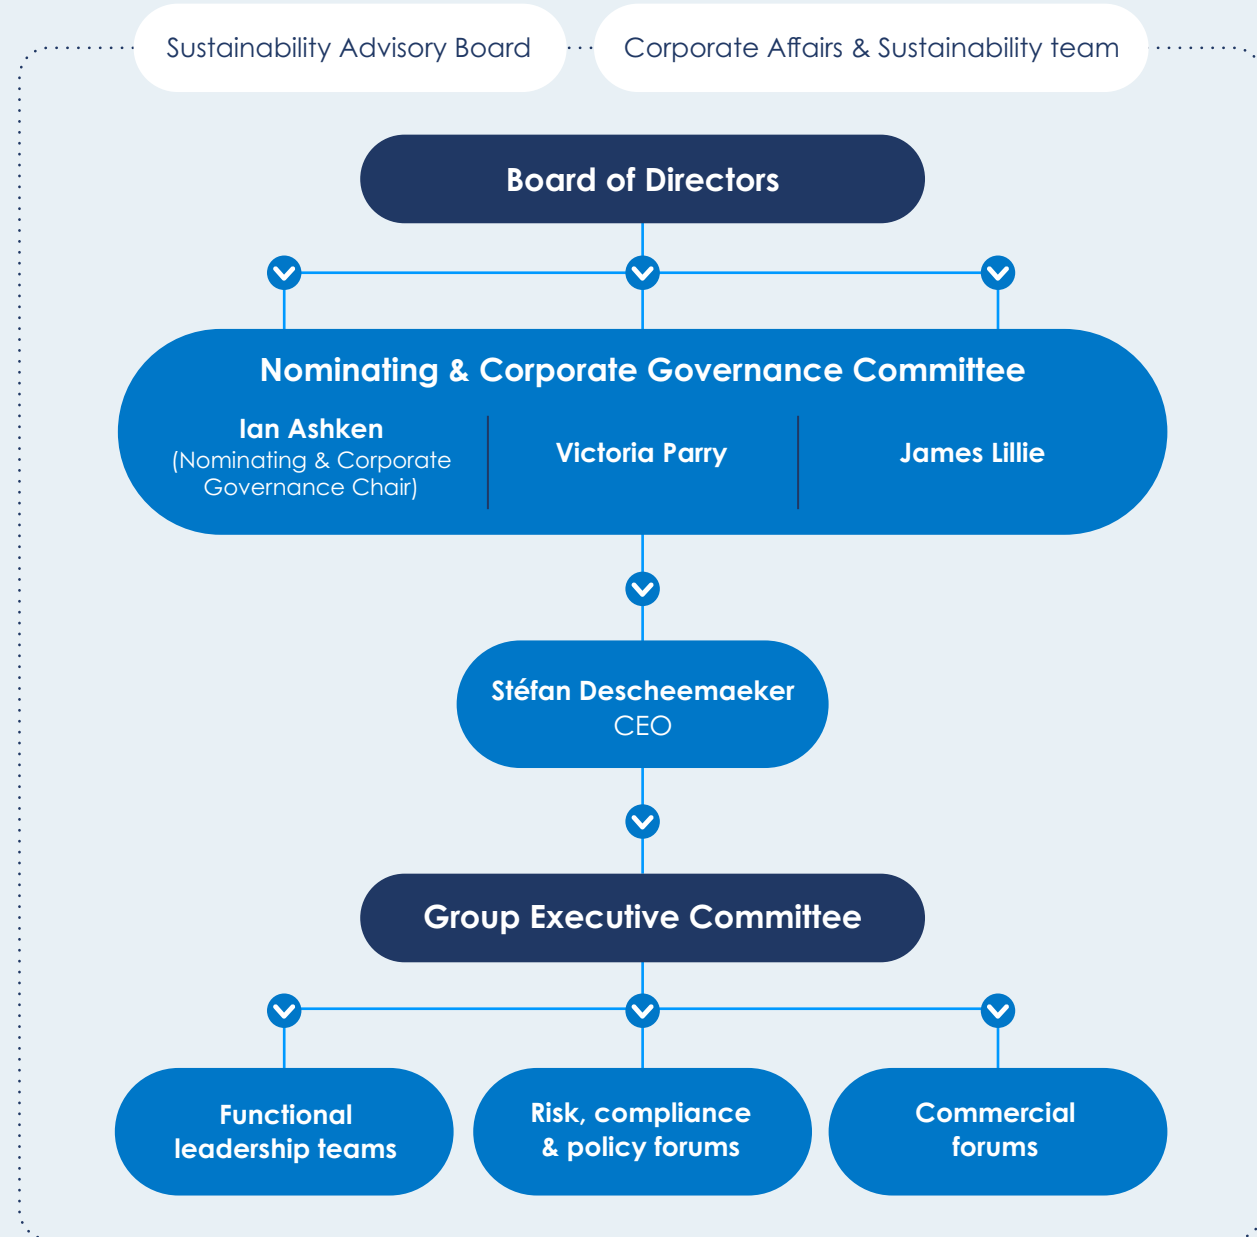 Sustainability Advisory Board
Corporate Affairs & Sustainability team
Board of Directors
Nominating & Corporate Governance Committee
Ian Ashken
(Nominating & Corporate
Governance Chair)
Victoria Parry
James Lillie
Stéfan Descheemaeker
CEO
Group Executive Committee
Functional
leadership teams
Risk, compliance
& policy forums
Commercial
forums